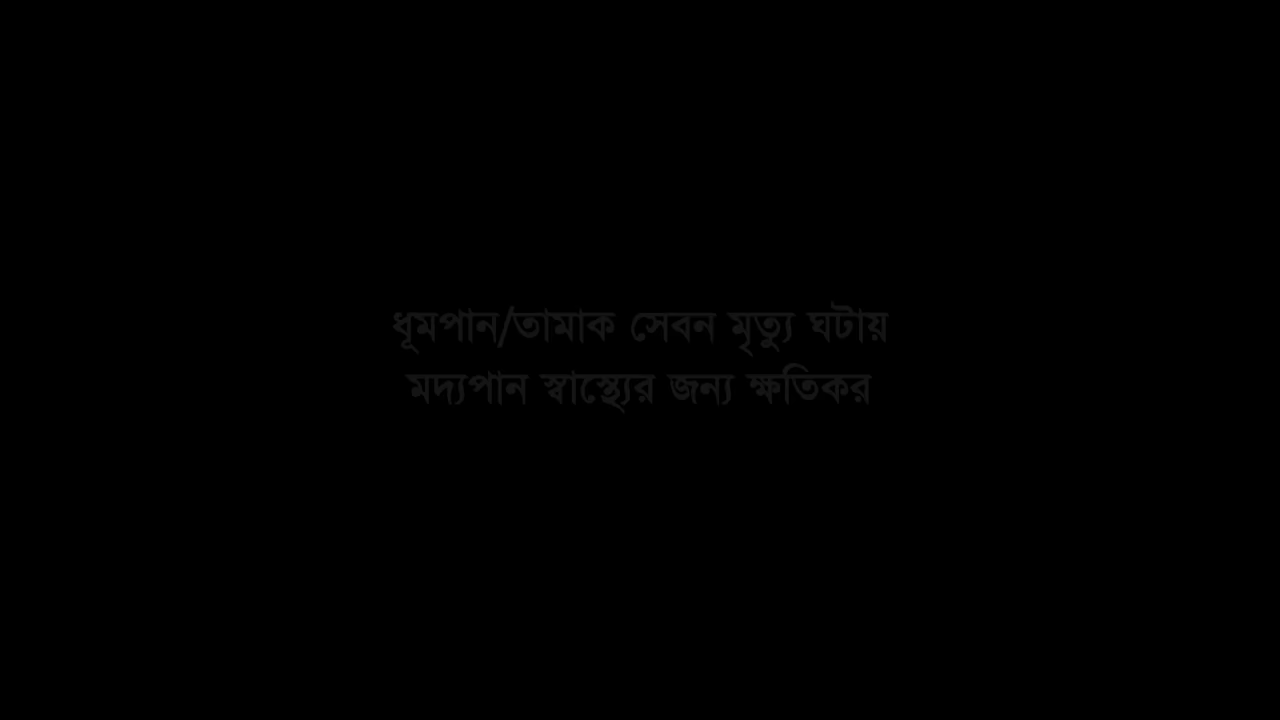 ধূমপান/তামাক সেবন মৃত্যু ঘটায়
মদ্যপান স্বাস্থ্যের জন্য ক্ষতিকর